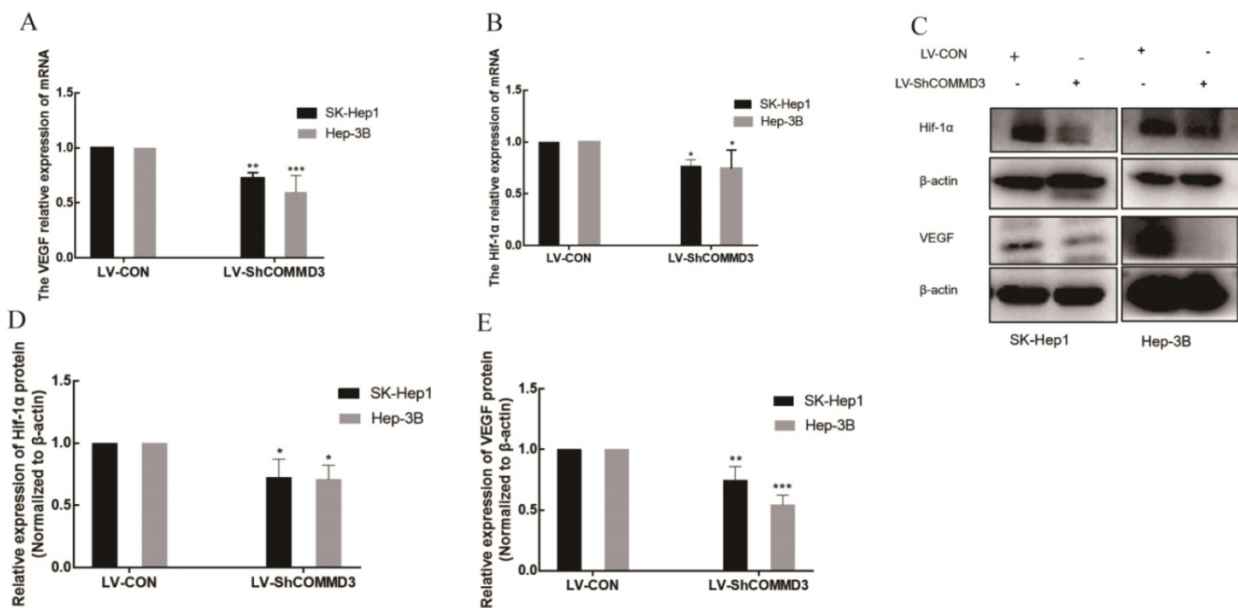 A
The VEGF relative expression of mRNA
1.5
1.0
0.5
0.0
** ***
SK-Hep1
Hep-3B
LV-CON LV-ShCOMMD3
B
The Hif-1α relative expression of mRNA
1.5
1.0
0.5
0.0
* *
SK-Hep1
Hep-3B
LV-CON LV-ShCOMMD3
C
LV-CON + - + -
LV-ShCOMMD3 - + - +
Hif-1α
β-actin
VEGF
β-actin
SK-Hep1 Hep-3B
D
Relative expression of Hif-1α protein
(Normalized to β-actin)
1.5
1.0
0.5
0.0
* *
SK-Hep1
Hep-3B
LV-CON LV-ShCOMMD3
E
Relative expression of VEGF protein
(Normalized to β-actin)
1.5
1.0
0.5
0.0
** ***
SK-Hep1
Hep-3B
LV-CON LV-ShCOMMD3